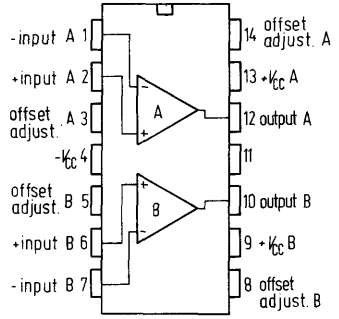 -input A 1
+input A 2
offset
adjust. A 3
-VCC 4
offset
adjust. B 5
+input B 6
-input B 7
-
A
+
+
B
-
14 offset
adjust. A
13 +VCC A
12 output A
11
10 output B
9 +VCC B
8 offset
adjust. B